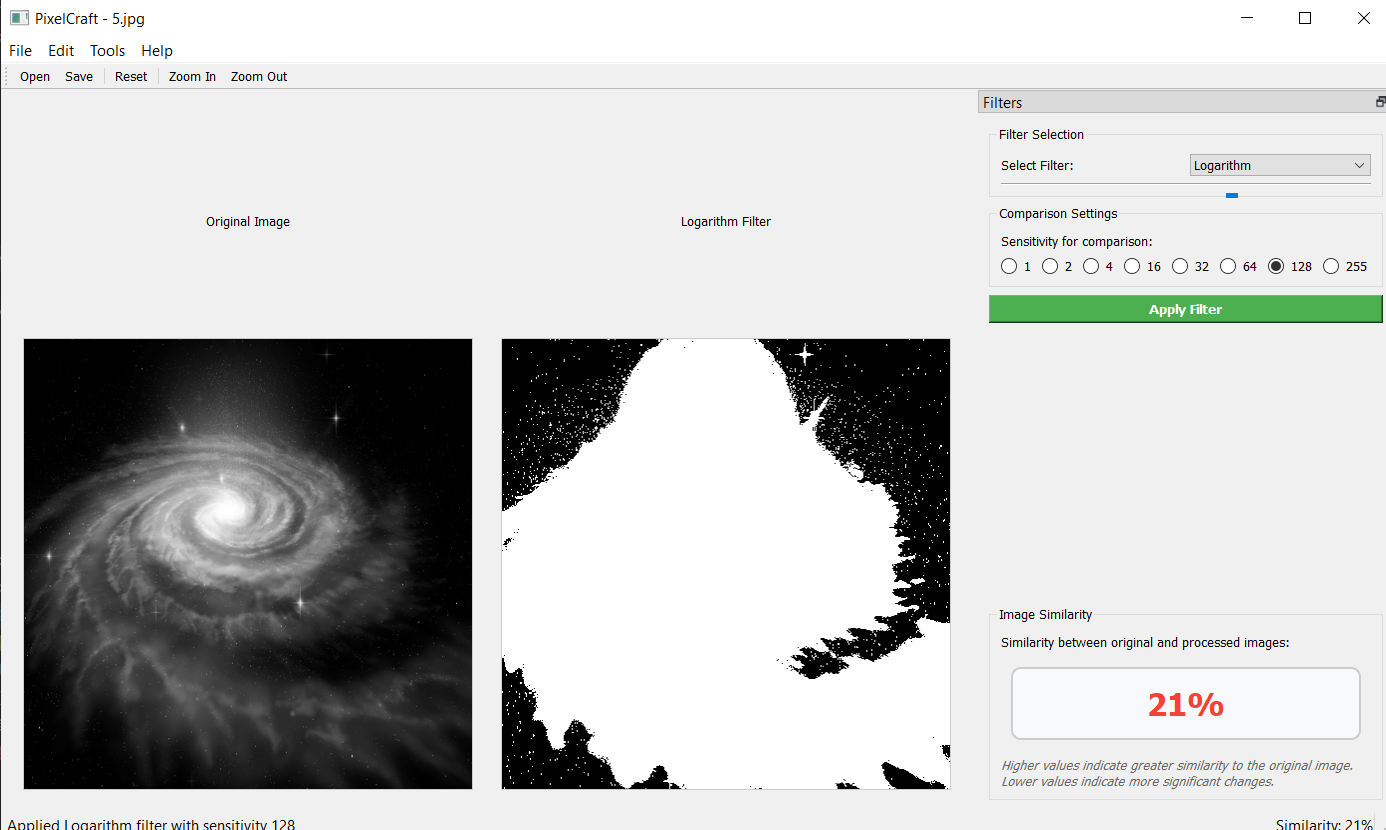 PixelCraft - 5.jpg
File Edit Tools Help
Open Save Reset Zoom In Zoom Out
Filters
Filter Selection
Select Filter: Logarithm
Comparison Settings
Sensitivity for comparison:
1 2 4 16 32 64 128 255
Apply Filter
Original Image
Logarithm Filter
Image Similarity
Similarity between original and processed images:
21%
Higher values indicate greater similarity to the original image.
Lower values indicate more significant changes.
Applied Logarithm filter with sensitivity 128
Similarity: 21%